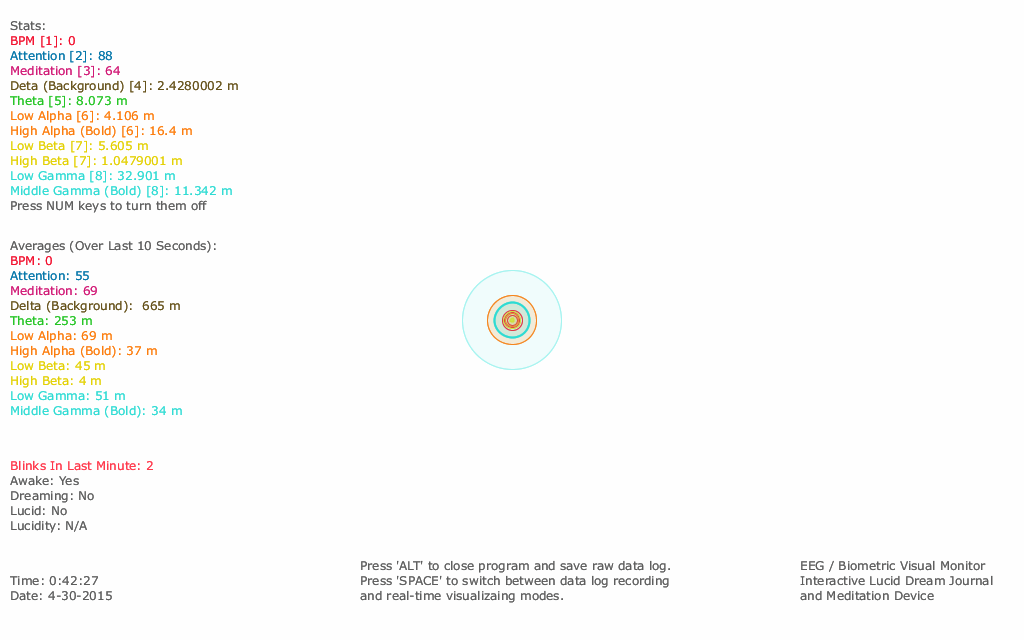 Stats:
BPM [1]: 0
Attention [2]: 88
Meditation [3]: 64
Deta (Background) [4]: 2.4280002 m
Theta [5]: 8.073 m
Low Alpha [6]: 4.106 m
High Alpha (Bold) [6]: 16.4 m
Low Beta [7]: 5.605 m
High Beta [7]: 1.0479001 m
Low Gamma [8]: 32.901 m
Middle Gamma (Bold) [8]: 11.342 m
Press NUM keys to turn them off
Averages (Over Last 10 Seconds):
BPM: 0
Attention: 55
Meditation: 69
Delta (Background):  665 m
Theta: 253 m
Low Alpha: 69 m
High Alpha (Bold): 37 m
Low Beta: 45 m
High Beta: 4 m
Low Gamma: 51 m
Middle Gamma (Bold): 34 m
Blinks In Last Minute: 2
Awake: Yes
Dreaming: No
Lucid: No
Lucidity: N/A
Time: 0:42:27
Date: 4-30-2015
Press 'ALT' to close program and save raw data log.
Press 'SPACE' to switch between data log recording
and real-time visualizaing modes.
EEG / Biometric Visual Monitor
Interactive Lucid Dream Journal
and Meditation Device